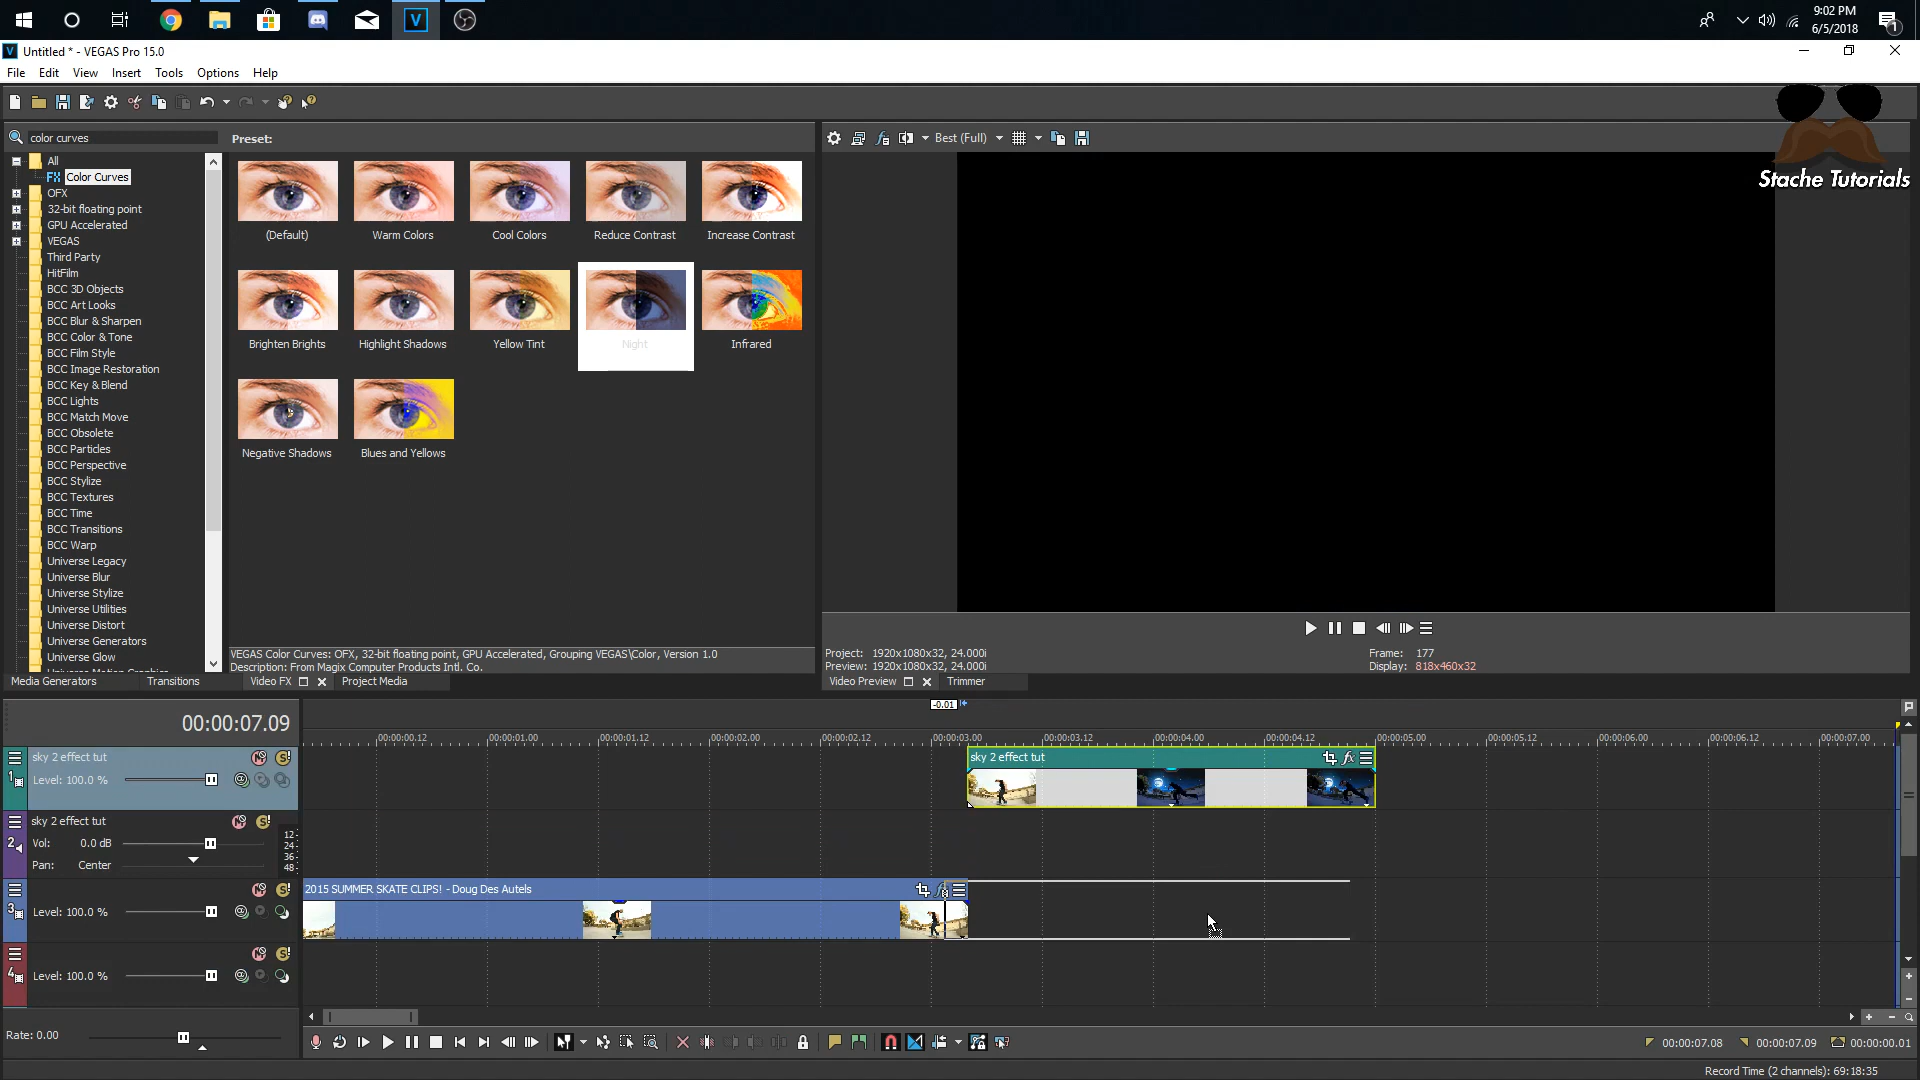 9:02 PM
6/5/2018
1
Untitled * - VEGAS Pro 15.0
File Edit View Insert Tools Options Help
color curves
Preset:
Best (Full)
Stache Tutorials
All
Color Curves
OFX
32-bit floating point
GPU Accelerated
VEGAS
Third Party
HitFilm
BCC 3D Objects
BCC Art Looks
BCC Blur & Sharpen
BCC Color & Tone
BCC Film Style
BCC Image Restoration
BCC Key & Blend
BCC Lights
BCC Match Move
BCC Obsolete
BCC Particles
BCC Perspective
BCC Stylize
BCC Textures
BCC Time
BCC Transitions
BCC Warp
Universe Legacy
Universe Blur
Universe Stylize
Universe Utilities
Universe Distort
Universe Generators
Universe Glow
(Default) Warm Colors Cool Colors Reduce Contrast Increase Contrast
Brighten Brights Highlight Shadows Yellow Tint Night Infrared
Negative Shadows Blues and Yellows
VEGAS Color Curves: OFX, 32-bit floating point, GPU Accelerated, Grouping VEGAS\Color, Version 1.0
Description: From Magix Computer Products Intl. Co.
Media Generators Transitions Video FX Project Media
Project: 1920x1080x32, 24.000i
Preview: 1920x1080x32, 24.000i
Frame: 177
Display: 818x460x32
Video Preview Trimmer
00:00:07.09
-0.01
00:00:00.12 00:00:01.00 00:00:01.12 00:00:02.00 00:00:02.12 00:00:03.00 00:00:03.12 00:00:04.00 00:00:04.12 00:00:05.00 00:00:05.12 00:00:06.00 00:00:06.12 00:00:07.00
1
sky 2 effect tut
Level: 100.0 %
sky 2 effect tut
2
sky 2 effect tut
Vol: 0.0 dB
Pan: Center
12
24
36
48
3
Level: 100.0 %
2015 SUMMER SKATE CLIPS! - Doug Des Autels
4
Level: 100.0 %
Rate: 0.00
00:00:07.08 00:00:07.09 00:00:00.01
Record Time (2 channels): 69:18:35